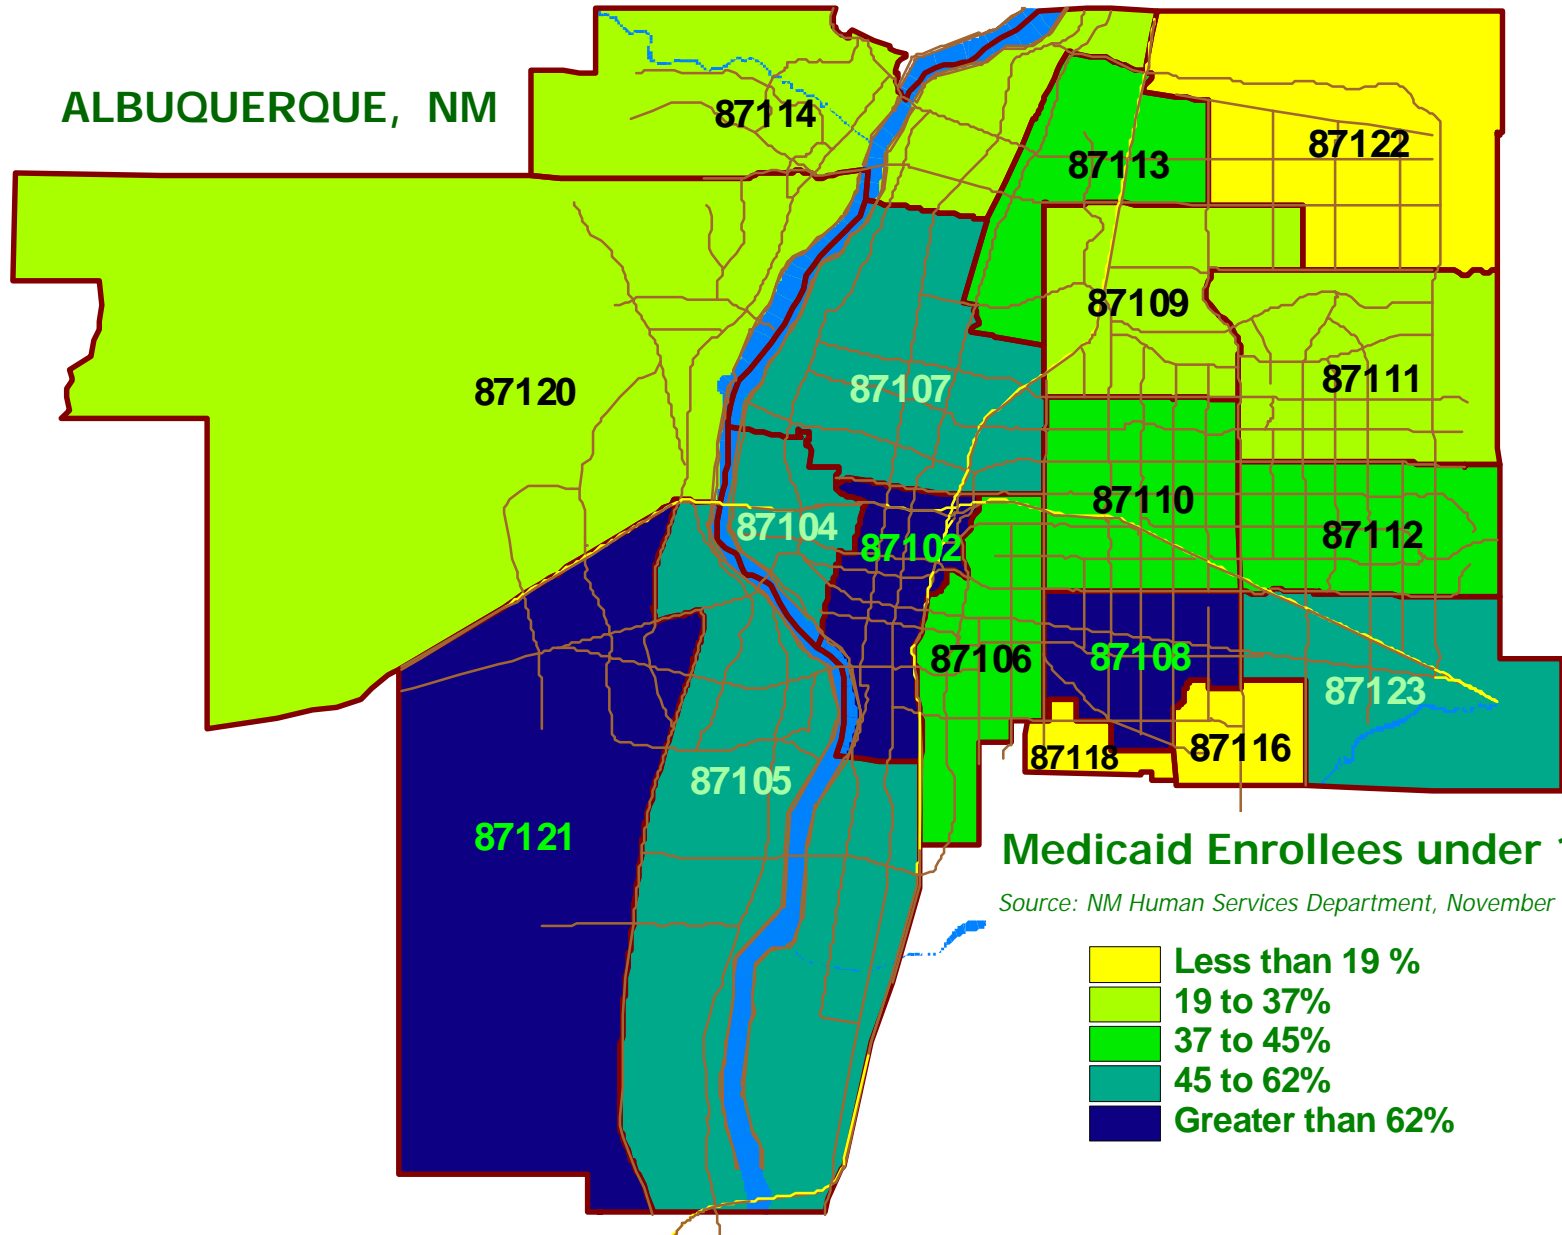 ALBUQUERQUE, NM
87114
87122
87113
87109
87111
87120
87107
87110
87104
87102
87112
87106
87108
87123
87118
87116
87105
87121
Medicaid Enrollees under
Source: NM Human Services Department, November
Less than 19 %
19 to 37%
37 to 45%
45 to 62%
Greater than 62%